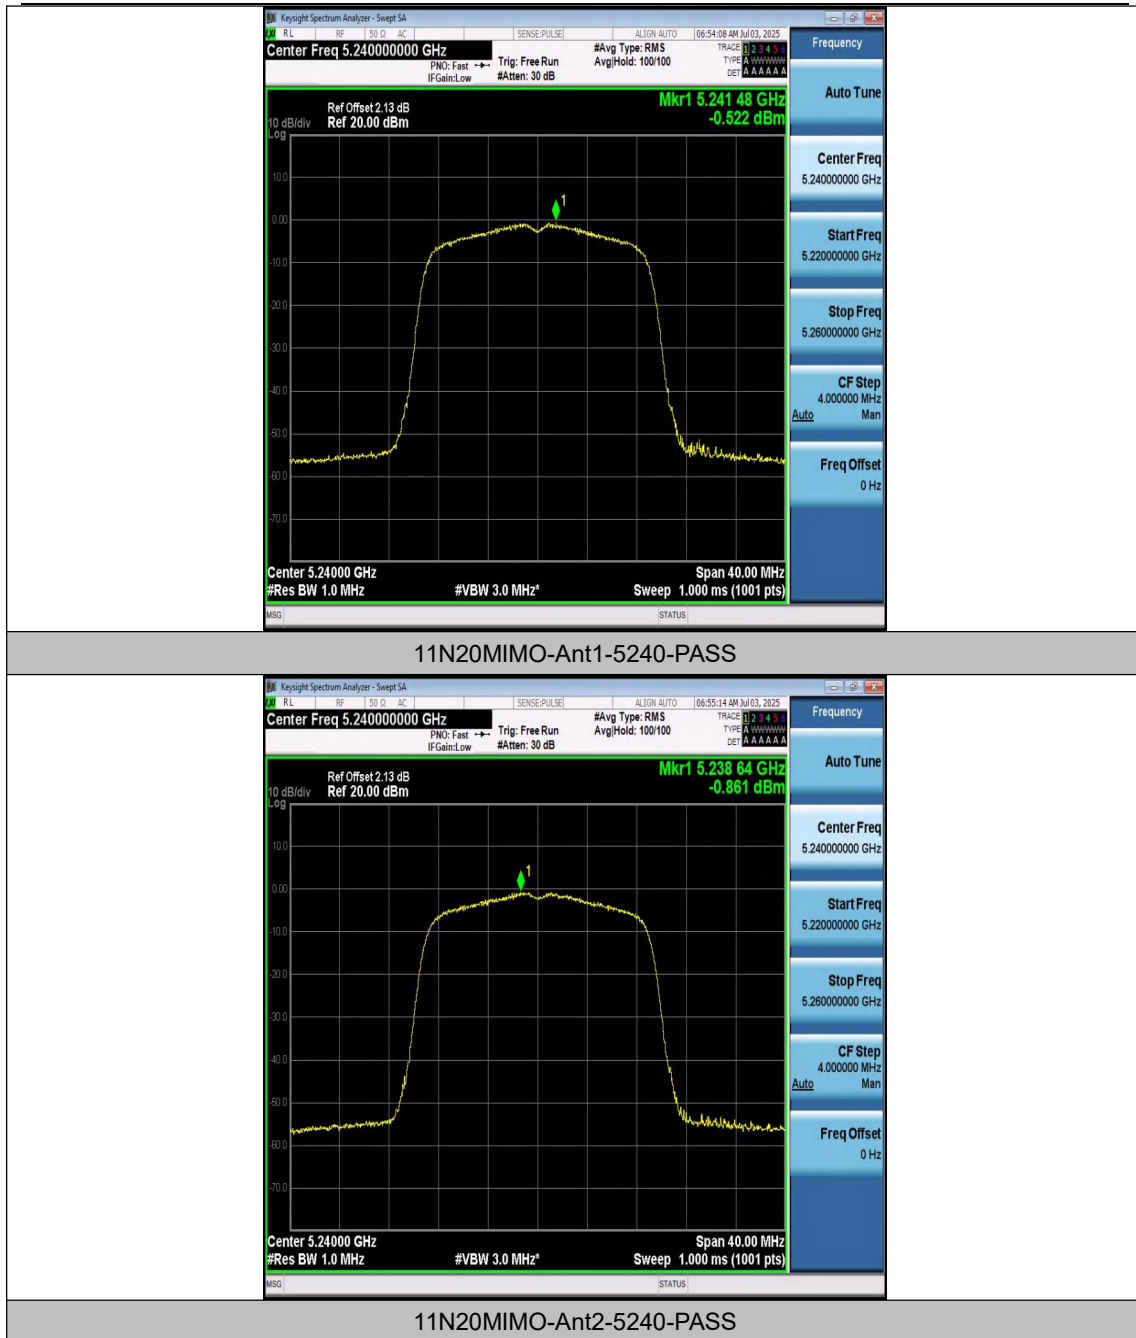 Keysight Spectrum Analyzer - Swept SA
RL RF 50 Ω AC SENSE:PULSE ALIGN AUTO 06:54:08 AM Jul 03, 2025
Center Freq 5.240000000 GHz
PNO: Fast
IFGain:Low
Trig: Free Run
#Atten: 30 dB
#Avg Type: RMS
Avg|Hold: 100/100
TRACE 1 2 3 4 5 6
TYPE A WWWWW
DET A A A A A A
Frequency
Mkr1 5.241 48 GHz
-0.522 dBm
Ref Offset 2.13 dB
10 dB/div Ref 20.00 dBm
Log
10.0
1
0.00
-10.0
-20.0
-30.0
-40.0
-50.0
-60.0
-70.0
Center 5.24000 GHz Span 40.00 MHz
#Res BW 1.0 MHz #VBW 3.0 MHz* Sweep 1.000 ms (1001 pts)
Auto Tune
Center Freq
5.240000000 GHz
Start Freq
5.220000000 GHz
Stop Freq
5.260000000 GHz
CF Step
4.000000 MHz
Auto Man
Freq Offset
0 Hz
MSG STATUS
11N20MIMO-Ant1-5240-PASS
Keysight Spectrum Analyzer - Swept SA
RL RF 50 Ω AC SENSE:PULSE ALIGN AUTO 06:55:14 AM Jul 03, 2025
Center Freq 5.240000000 GHz
PNO: Fast
IFGain:Low
Trig: Free Run
#Atten: 30 dB
#Avg Type: RMS
Avg|Hold: 100/100
TRACE 1 2 3 4 5 6
TYPE A WWWWW
DET A A A A A A
Frequency
Mkr1 5.238 64 GHz
-0.861 dBm
Ref Offset 2.13 dB
10 dB/div Ref 20.00 dBm
Log
10.0
1
0.00
-10.0
-20.0
-30.0
-40.0
-50.0
-60.0
-70.0
Center 5.24000 GHz Span 40.00 MHz
#Res BW 1.0 MHz #VBW 3.0 MHz* Sweep 1.000 ms (1001 pts)
Auto Tune
Center Freq
5.240000000 GHz
Start Freq
5.220000000 GHz
Stop Freq
5.260000000 GHz
CF Step
4.000000 MHz
Auto Man
Freq Offset
0 Hz
MSG STATUS
11N20MIMO-Ant2-5240-PASS